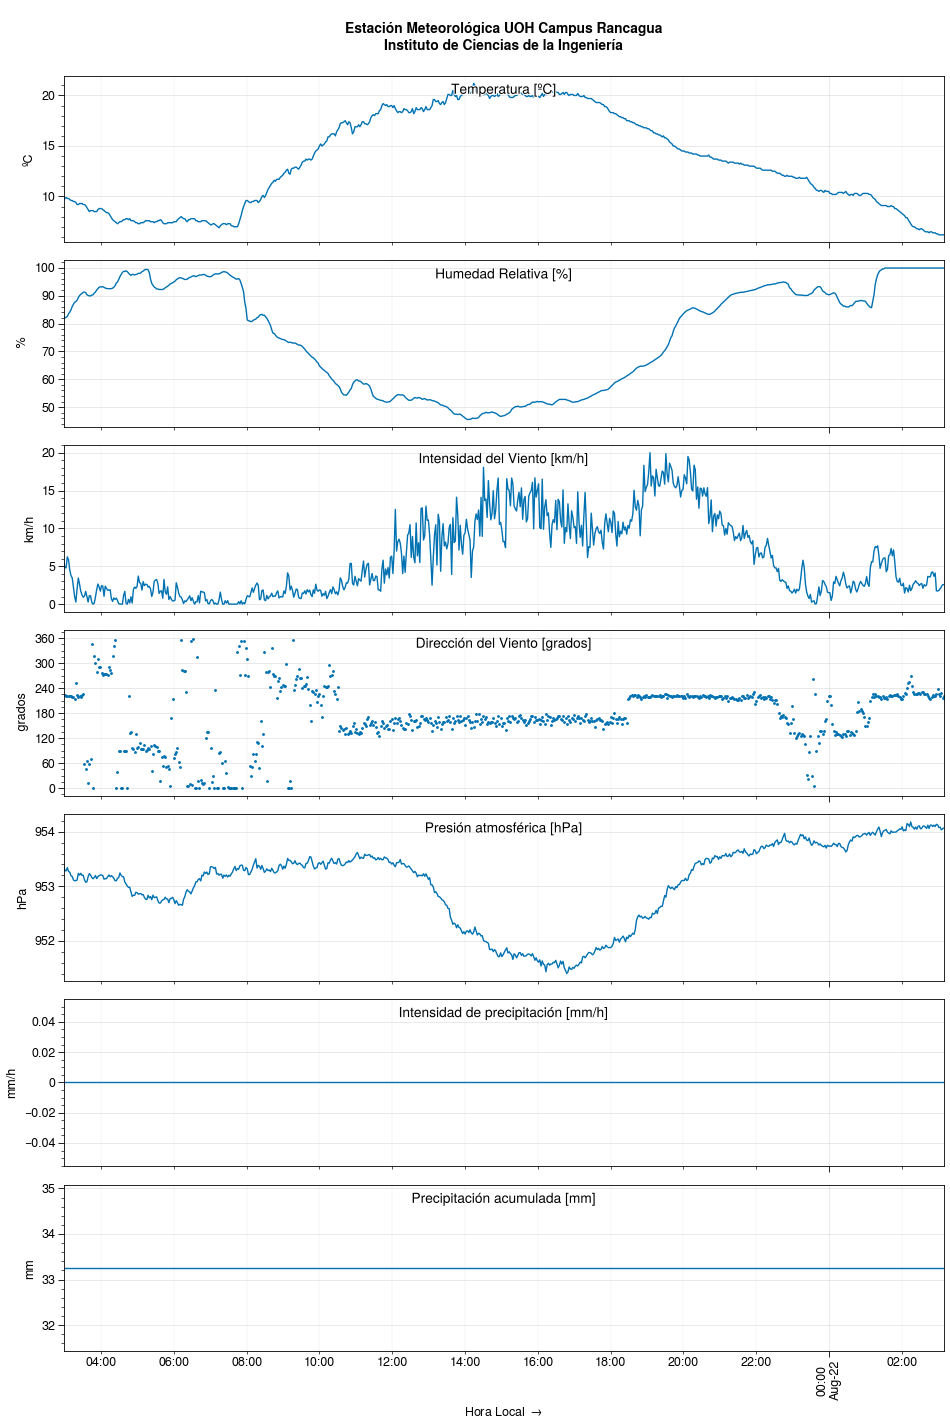 Estación Meteorológica UOH Campus Rancagua
Instituto de Ciencias de la Ingeniería
Temperatura [ºC]
20
15
10
ºC
Humedad Relativa [%]
100
90
80
70
60
50
%
Intensidad del Viento [km/h]
20
15
10
5
0
km/h
Dirección del Viento [grados]
360
300
240
180
120
60
0
grados
Presión atmosférica [hPa]
954
953
952
hPa
Intensidad de precipitación [mm/h]
0.04
0.02
0
−0.02
−0.04
mm/h
Precipitación acumulada [mm]
35
34
33
32
mm
04:00 06:00 08:00 10:00 12:00 14:00 16:00 18:00 20:00 22:00 00:00 02:00
Aug-22
Hora Local →